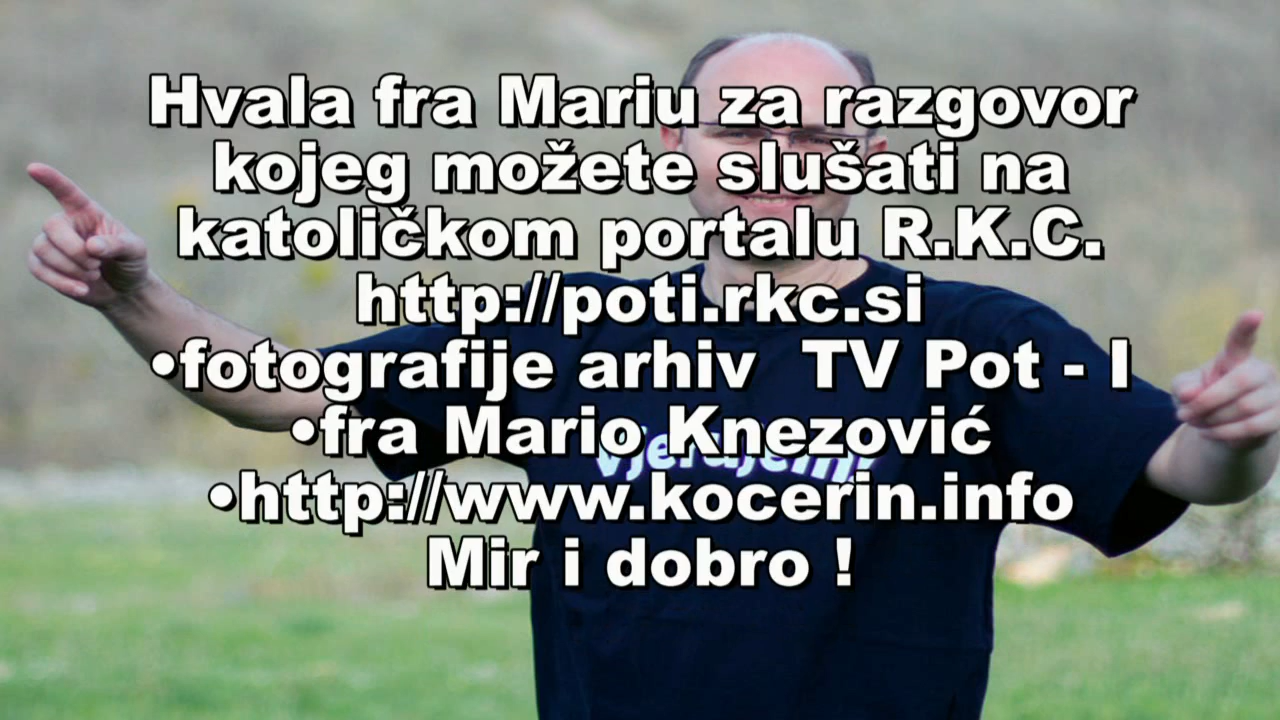 Hvala fra Mariu za razgovor
kojeg možete slušati na
katoličkom portalu R.K.C.
http://poti.rkc.si
•fotografije arhiv  TV Pot - I
•fra Mario Knezović
vjerujem!
•http://www.kocerin.info
Mir i dobro !